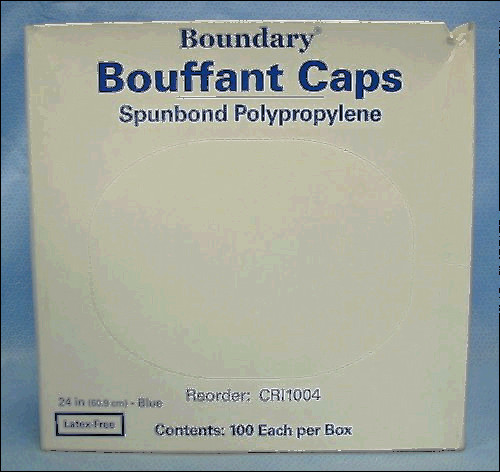 Boundary®
Bouffant Caps
Spunbond Polypropylene
24 in (60.9 cm) - Blue
Reorder: CRI1004
Latex-Free
Contents: 100 Each per Box